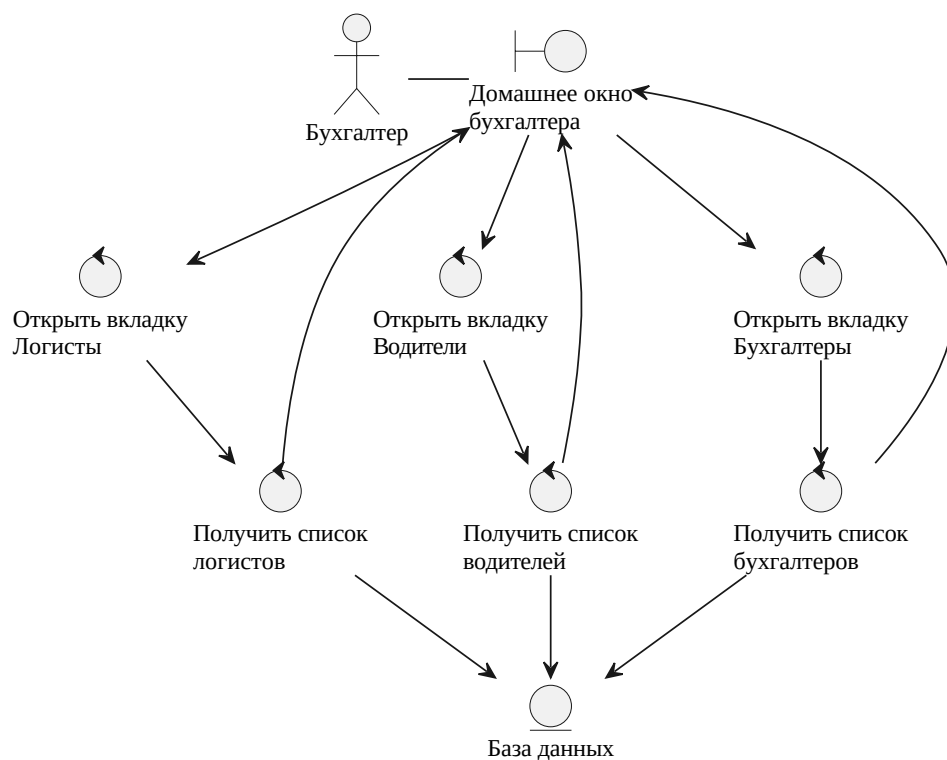 Домашнее окно
бухгалтера
Бухгалтер
Открыть вкладку
Логисты
Открыть вкладку
Водители
Открыть вкладку
Бухгалтеры
Получить список
логистов
Получить список
водителей
Получить список
бухгалтеров
База данных